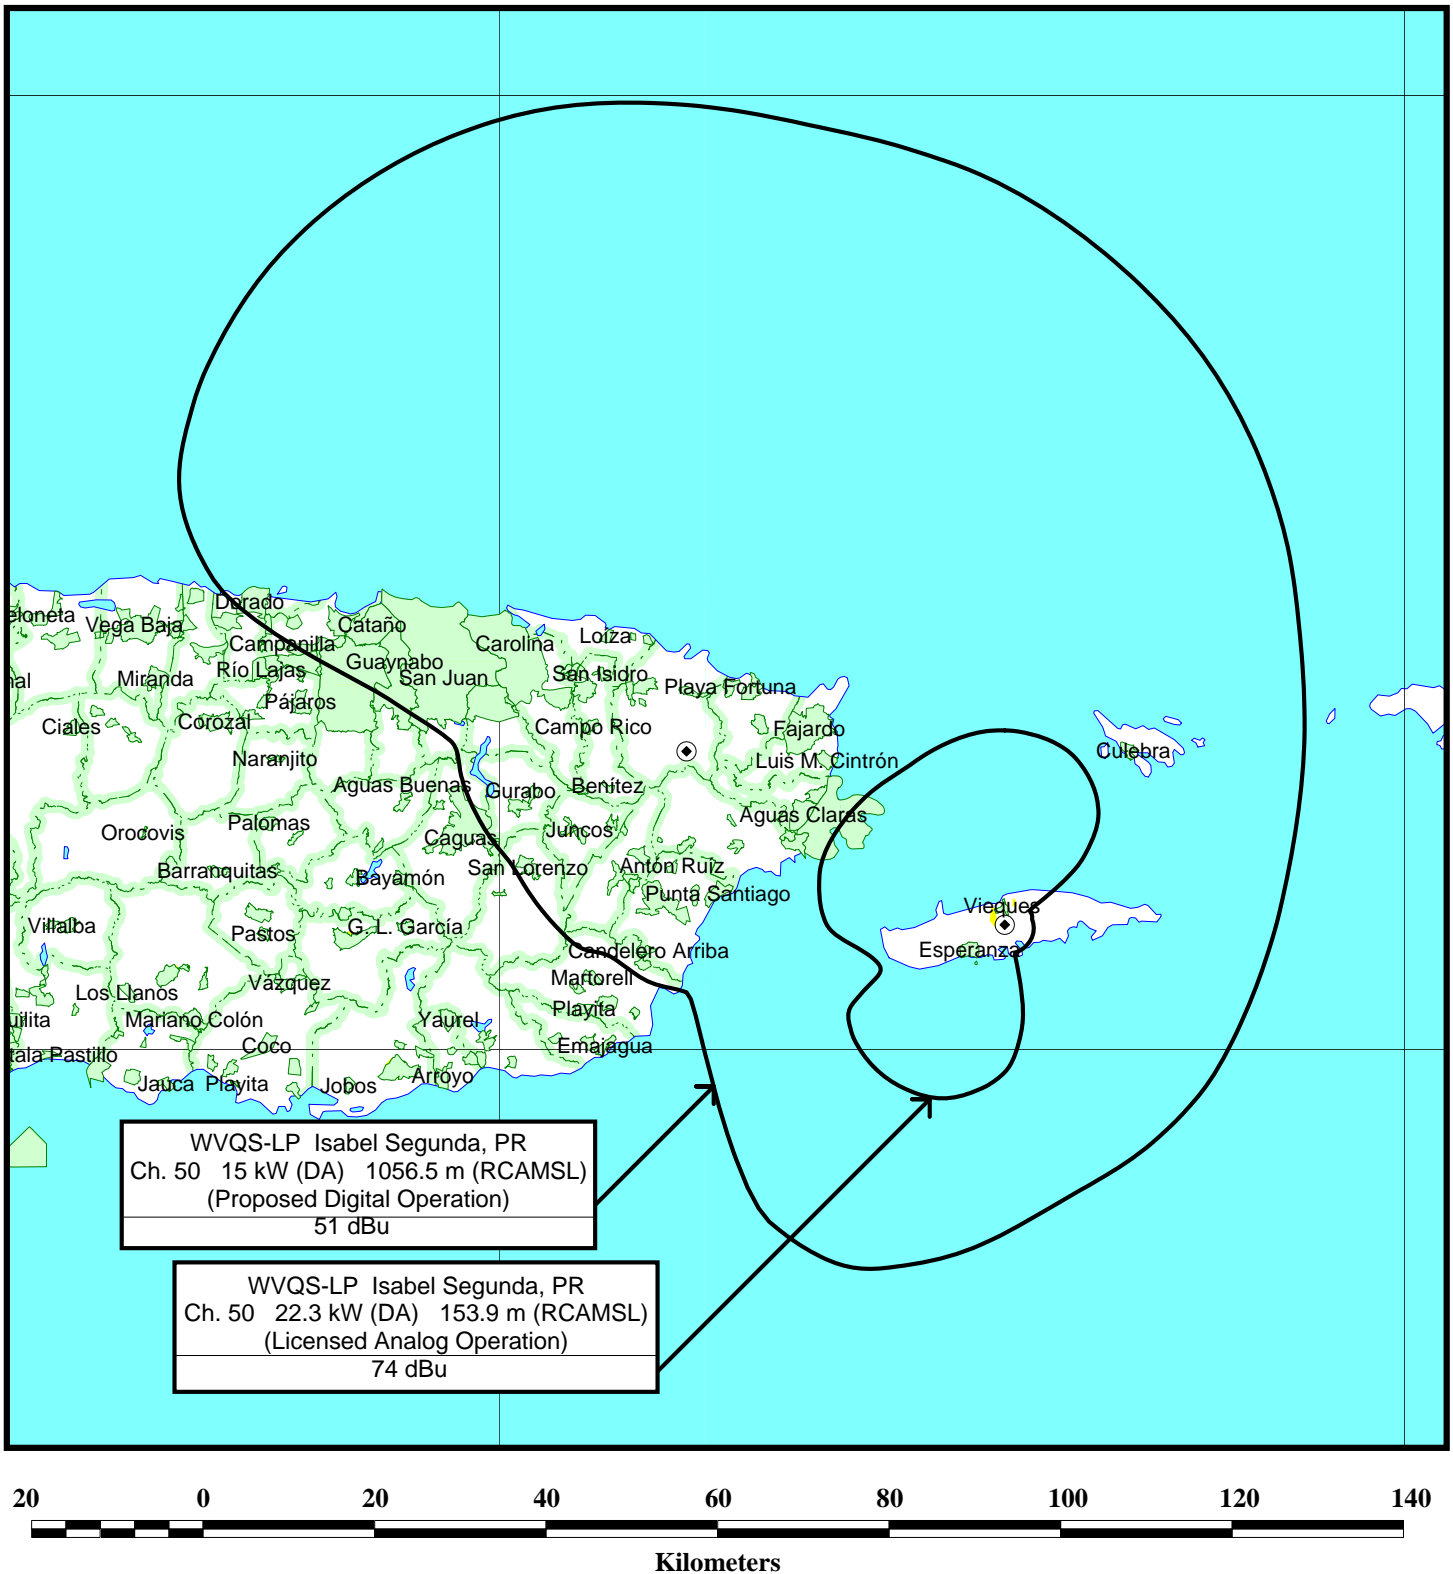 Dorado
eloneta
Vega Baja
Cataño
Campanilla
Carolina
Loíza
Guaynabo
Río Lajas
San Juan
San Isidro
Miranda
Playa Fortuna
Pájaros
Ciales
Corozal
Campo Rico
Fajardo
Culebra
Naranjito
Luis M. Cintrón
Aguas Buenas
Gurabo
Benítez
Aguas Claras
Orocovis
Palomas
Caguas
Juncos
Barranquitas
Bayamón
San Lorenzo
Antón Ruiz
Punta Santiago
Vieques
Villalba
Pastos
G. L. García
Candelero Arriba
Esperanza
Los Llanos
Vázquez
Martorell
uilita
Mariano Colón
Yaurel
Playita
tala Pastillo
Coco
Emajagua
Jauca
Playita
Jobos
Arroyo
WVQS-LP Isabel Segunda, PR
Ch. 50 15 kW (DA) 1056.5 m (RCAMSL)
(Proposed Digital Operation)
51 dBu
WVQS-LP Isabel Segunda, PR
Ch. 50 22.3 kW (DA) 153.9 m (RCAMSL)
(Licensed Analog Operation)
74 dBu
20 0 20 40 60 80 100 120 140
Kilometers